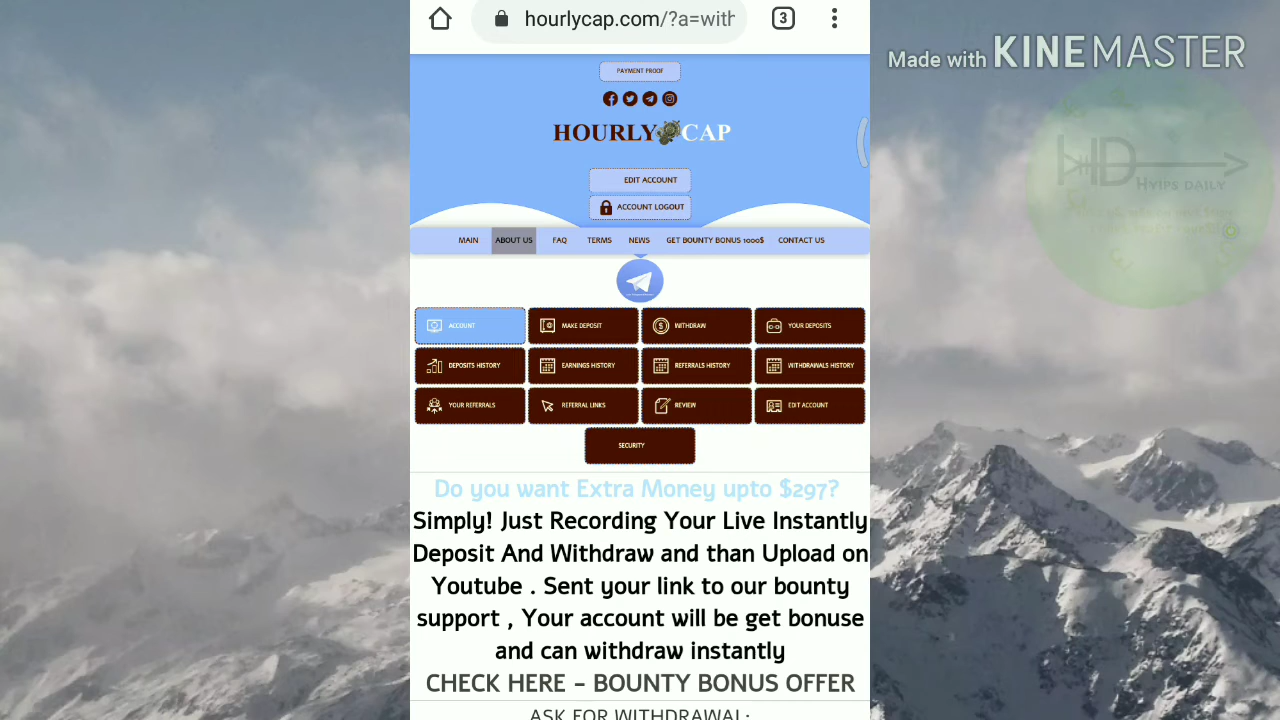 hourlycap.com/?a=with
3
Made with KINEMASTER
PAYMENT PROOF
HOURLY CAP
HD
HYIPS DAILY
EDIT ACCOUNT
ACCOUNT LOGOUT
MAIN ABOUT US FAQ TERMS NEWS GET BOUNTY BONUS 1000$ CONTACT US
ACCOUNT MAKE DEPOSIT WITHDRAW YOUR DEPOSITS
DEPOSITS HISTORY EARNINGS HISTORY REFERRALS HISTORY WITHDRAWALS HISTORY
YOUR REFERRALS REFERRAL LINKS REVIEW EDIT ACCOUNT
SECURITY
Do you want Extra Money upto $297?
Simply! Just Recording Your Live Instantly
Deposit And Withdraw and than Upload on
Youtube . Sent your link to our bounty
support , Your account will be get bonuse
and can withdraw instantly
CHECK HERE - BOUNTY BONUS OFFER
ASK FOR WITHDRAWAL: